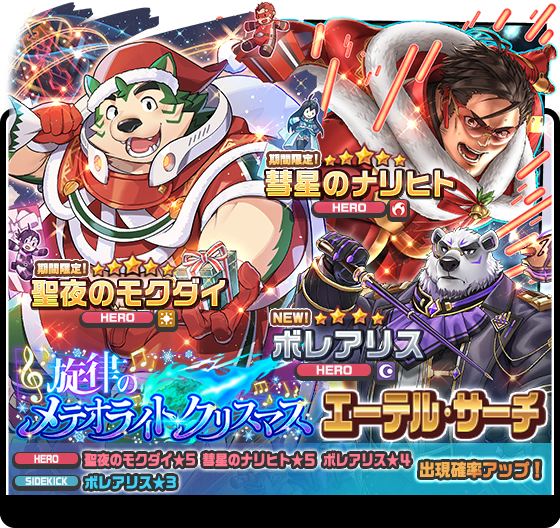 期間限定！★★★★★
彗星のナリヒト
HERO
期間限定！★★★★★
聖夜のモクダイ
HERO
NEW! ★★★★
ボレアリス
HERO
旋律の
メテオライトクリスマス
エーテル・サーチ
HERO 聖夜のモクダイ★5 彗星のナリヒト★5 ボレアリス★4
SIDEKICK ボレアリス★3
出現確率アップ！